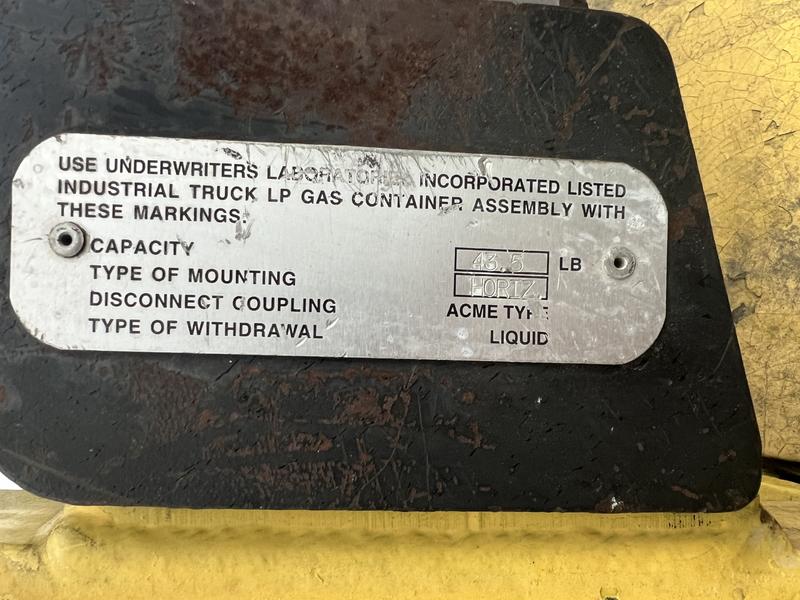 USE UNDERWRITERS LABORATORIES INCORPORATED LISTED
INDUSTRIAL TRUCK LP GAS CONTAINER ASSEMBLY WITH
THESE MARKINGS:
CAPACITY 43.5 LB
TYPE OF MOUNTING HORIZ.
DISCONNECT COUPLING ACME TYPE
TYPE OF WITHDRAWAL LIQUID